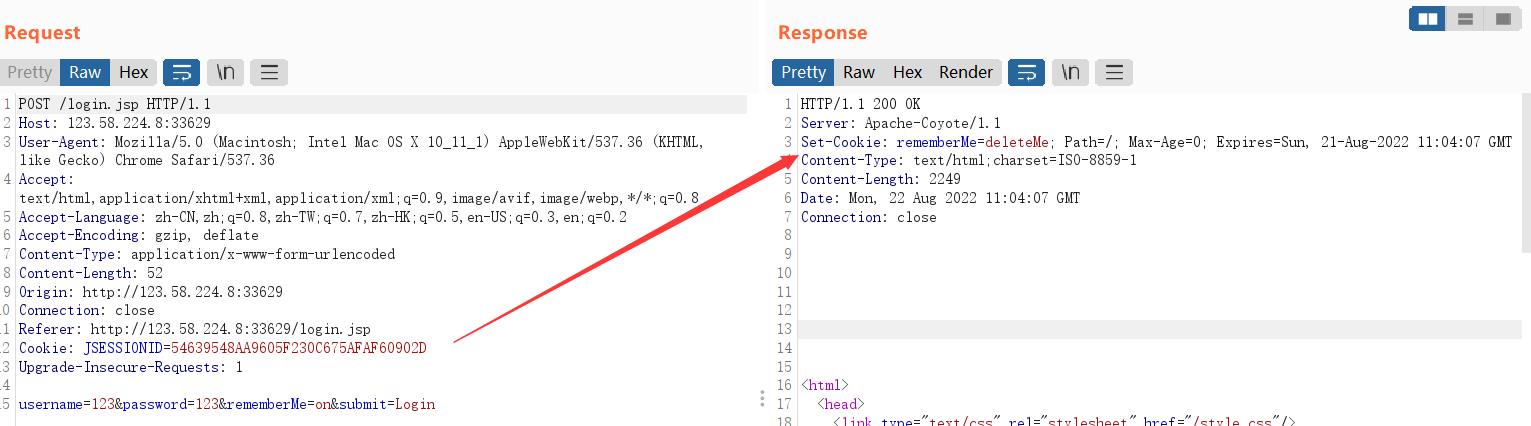 Request
Pretty Raw Hex \n
1 POST /login.jsp HTTP/1.1
2 Host: 123.58.224.8:33629
3 User-Agent: Mozilla/5.0 (Macintosh; Intel Mac OS X 10_11_1) AppleWebKit/537.36 (KHTML,
like Gecko) Chrome Safari/537.36
4 Accept:
text/html,application/xhtml+xml,application/xml;q=0.9,image/avif,image/webp,*/*;q=0.8
5 Accept-Language: zh-CN,zh;q=0.8,zh-TW;q=0.7,zh-HK;q=0.5,en-US;q=0.3,en;q=0.2
6 Accept-Encoding: gzip, deflate
7 Content-Type: application/x-www-form-urlencoded
8 Content-Length: 52
9 Origin: http://123.58.224.8:33629
0 Connection: close
1 Referer: http://123.58.224.8:33629/login.jsp
2 Cookie: JSESSIONID=54639548AA9605F230C675AFAF60902D
3 Upgrade-Insecure-Requests: 1
4
5 username=123&password=123&rememberMe=on&submit=Login
Response
Pretty Raw Hex Render \n
1 HTTP/1.1 200 OK
2 Server: Apache-Coyote/1.1
3 Set-Cookie: rememberMe=deleteMe; Path=/; Max-Age=0; Expires=Sun, 21-Aug-2022 11:04:07 GMT
4 Content-Type: text/html;charset=ISO-8859-1
5 Content-Length: 2249
6 Date: Mon, 22 Aug 2022 11:04:07 GMT
7 Connection: close
8
9
10
11
12
13
14
15
16 <html>
17 <head>
18 <link type="text/css" rel="stylesheet" href="/style.css"/>